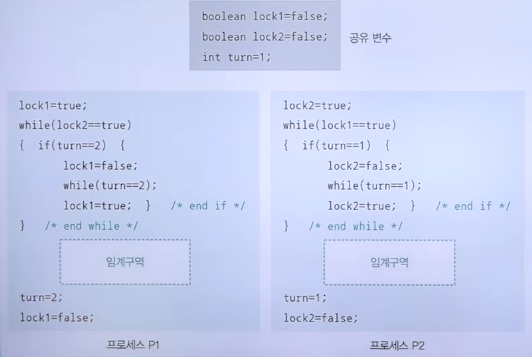 boolean lock1=false;
boolean lock2=false;
int turn=1;
공유 변수
lock1=true;
while(lock2==true)
{ if(turn==2) {
lock1=false;
while(turn==2);
lock1=true; } /* end if */
} /* end while */
임계구역
turn=2;
lock1=false;
프로세스 P1
lock2=true;
while(lock1==true)
{ if(turn==1) {
lock2=false;
while(turn==1);
lock2=true; } /* end if */
} /* end while */
임계구역
turn=1;
lock2=false;
프로세스 P2